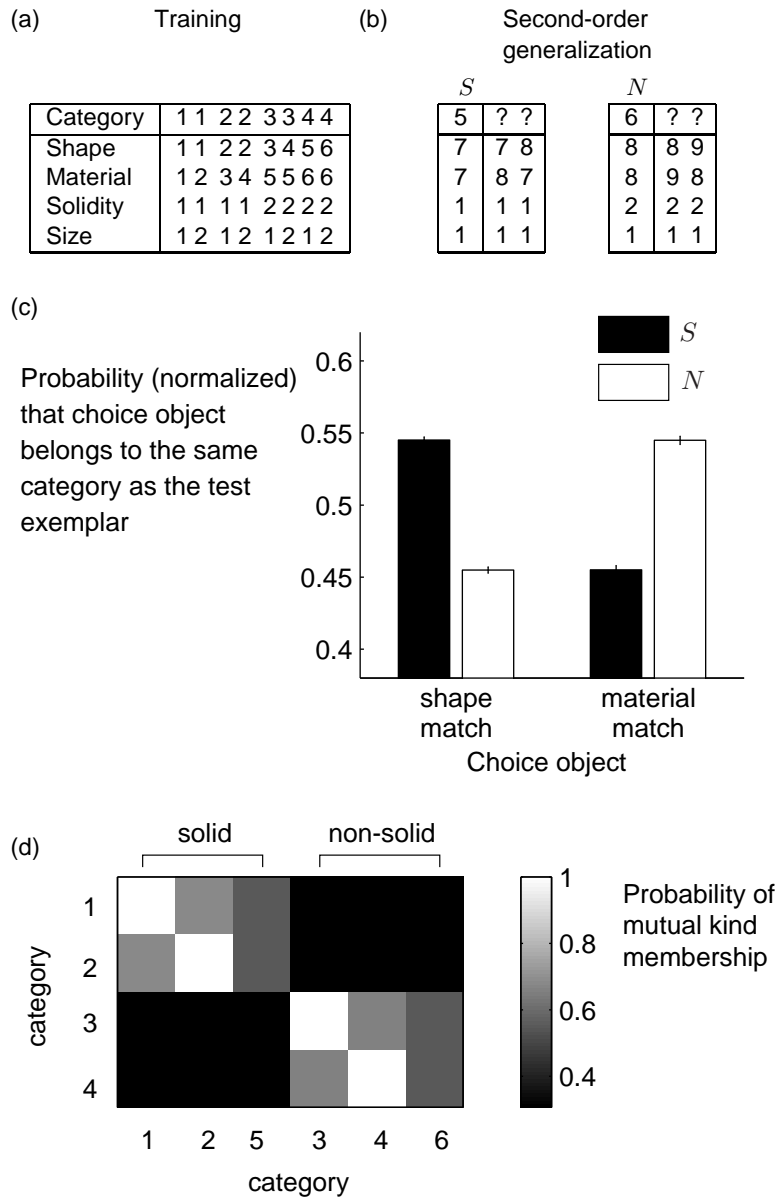 (a) Training
Category 1 1 2 2 3 3 4 4
Shape 1 1 2 2 3 4 5 6
Material 1 2 3 4 5 5 6 6
Solidity 1 1 1 1 2 2 2 2
Size 1 2 1 2 1 2 1 2
(b) Second-order
generalization
S
5 ? ?
7 7 8
7 8 7
1 1 1
1 1 1
N
6 ? ?
8 8 9
8 9 8
2 2 2
1 1 1
(c)
Probability (normalized)
that choice object
belongs to the same
category as the test
exemplar
0.6
0.55
0.5
0.45
0.4
S
N
shape
match
material
match
Choice object
(d)
solid non-solid
category
1
2
3
4
1 2 5 3 4 6
category
1
0.8
0.6
0.4
Probability of
mutual kind
membership